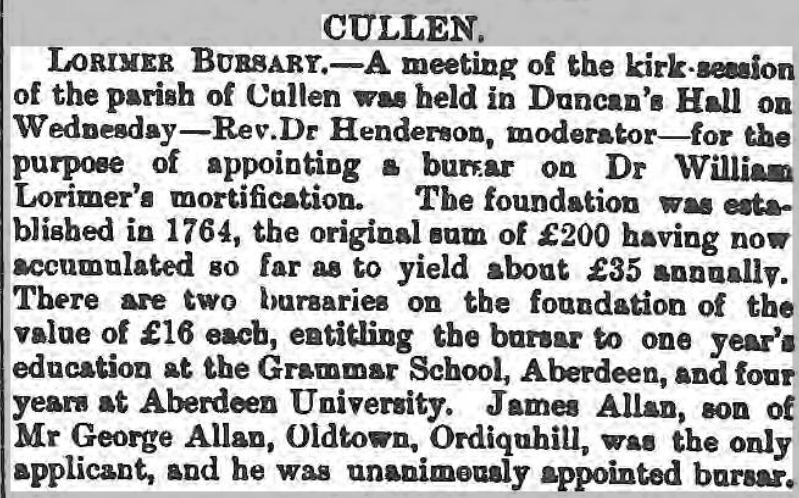 CULLEN.
LORIMER BURSARY.—A meeting of the kirk-session
of the parish of Cullen was held in Duncan's Hall on
Wednesday—Rev. Dr Henderson, moderator—for the
purpose of appointing a bursar on Dr William
Lorimer's mortification. The foundation was esta-
blished in 1764, the original sum of £200 having now
accumulated so far as to yield about £35 annually.
There are two bursaries on the foundation of the
value of £16 each, entitling the bursar to one year's
education at the Grammar School, Aberdeen, and four
years at Aberdeen University. James Allan, son of
Mr George Allan, Oldtown, Ordiquhill, was the only
applicant, and he was unanimously appointed bursar.